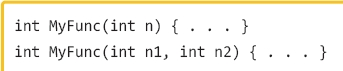 int MyFunc(int n) { . . . }
int MyFunc(int n1, int n2) { . . . }